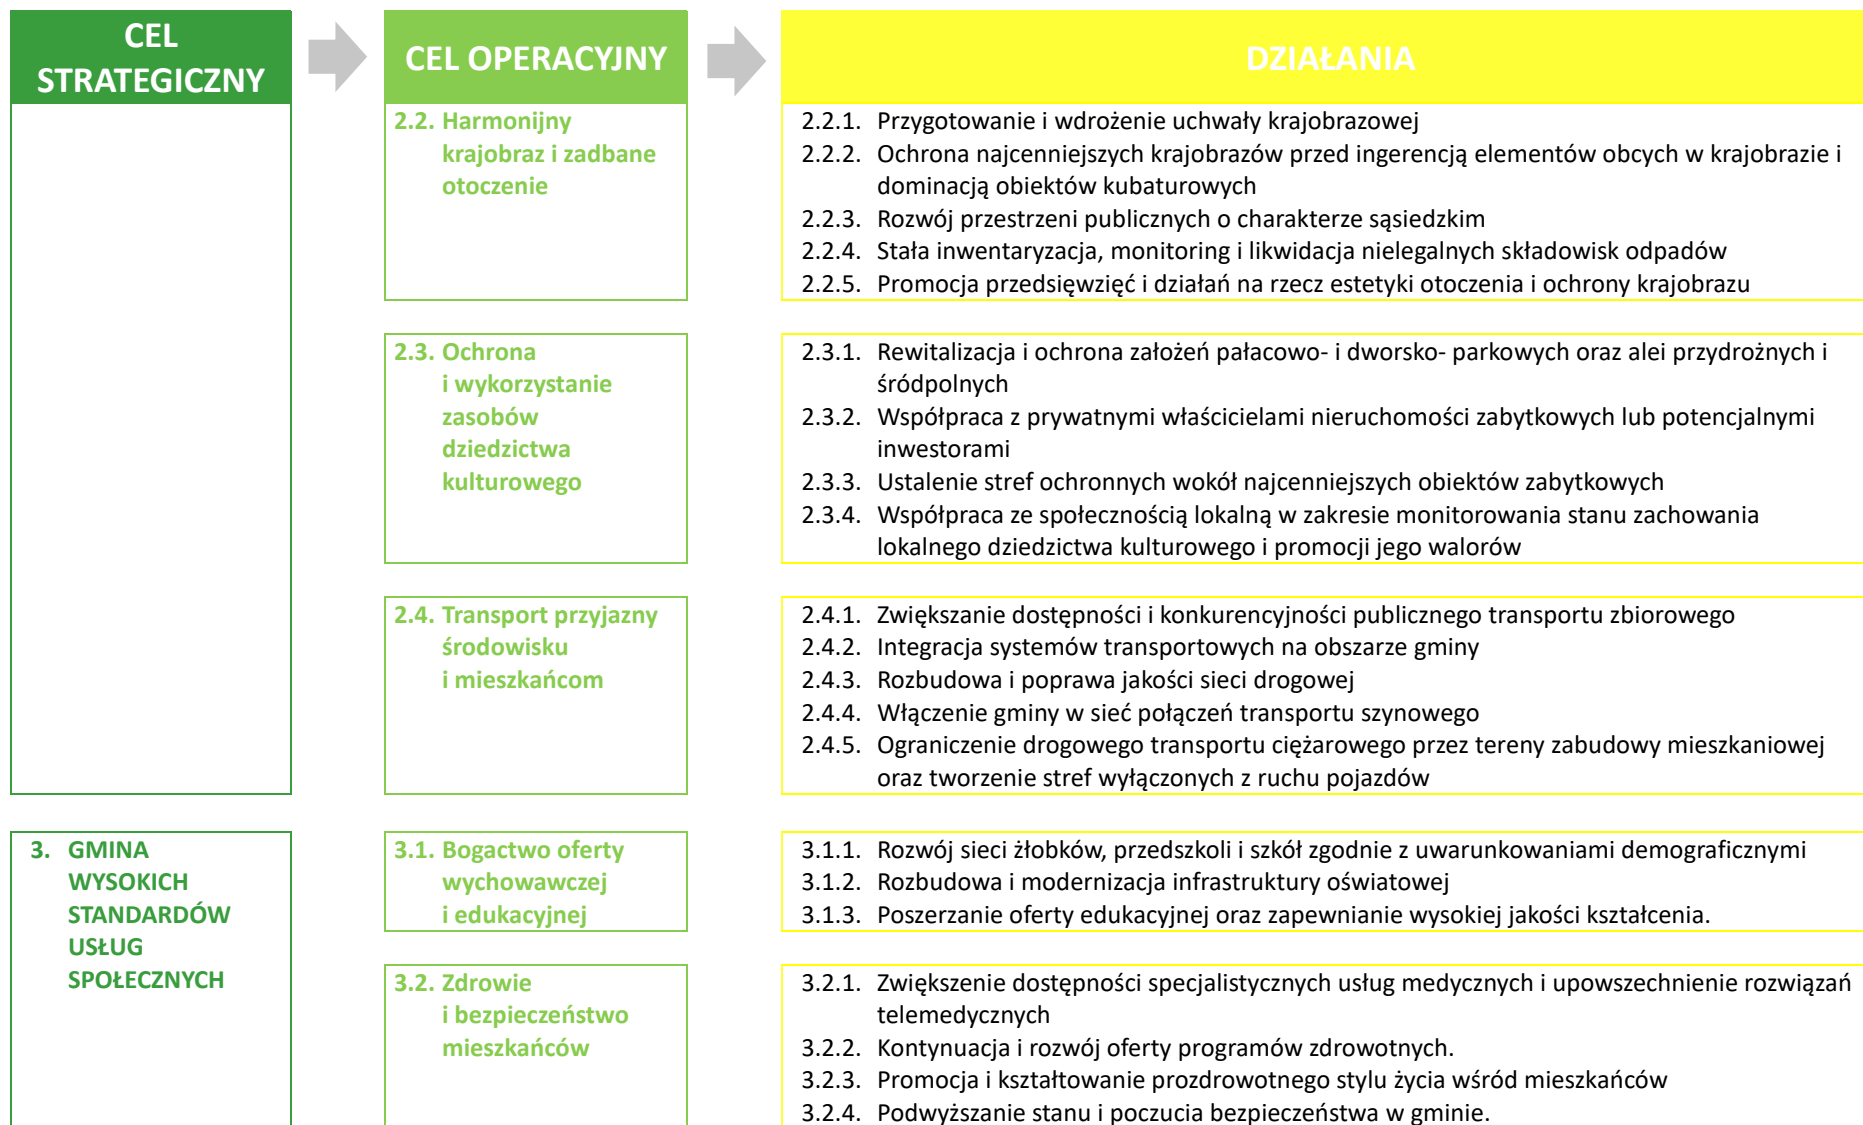 CEL
STRATEGICZNY
CEL OPERACYJNY
DZIAŁANIA
2.2. Harmonijny
krajobraz i zadbane
otoczenie
2.2.1. Przygotowanie i wdrożenie uchwały krajobrazowej
2.2.2. Ochrona najcenniejszych krajobrazów przed ingerencją elementów obcych w krajobrazie i
dominacją obiektów kubaturowych
2.2.3. Rozwój przestrzeni publicznych o charakterze sąsiedzkim
2.2.4. Stała inwentaryzacja, monitoring i likwidacja nielegalnych składowisk odpadów
2.2.5. Promocja przedsięwzięć i działań na rzecz estetyki otoczenia i ochrony krajobrazu
2.3. Ochrona
i wykorzystanie
zasobów
dziedzictwa
kulturowego
2.3.1. Rewitalizacja i ochrona założeń pałacowo- i dworsko- parkowych oraz alei przydrożnych i
śródpolnych
2.3.2. Współpraca z prywatnymi właścicielami nieruchomości zabytkowych lub potencjalnymi
inwestorami
2.3.3. Ustalenie stref ochronnych wokół najcenniejszych obiektów zabytkowych
2.3.4. Współpraca ze społecznością lokalną w zakresie monitorowania stanu zachowania
lokalnego dziedzictwa kulturowego i promocji jego walorów
2.4. Transport przyjazny
środowisku
i mieszkańcom
2.4.1. Zwiększanie dostępności i konkurencyjności publicznego transportu zbiorowego
2.4.2. Integracja systemów transportowych na obszarze gminy
2.4.3. Rozbudowa i poprawa jakości sieci drogowej
2.4.4. Włączenie gminy w sieć połączeń transportu szynowego
2.4.5. Ograniczenie drogowego transportu ciężarowego przez tereny zabudowy mieszkaniowej
oraz tworzenie stref wyłączonych z ruchu pojazdów
3. GMINA
WYSOKICH
STANDARDÓW
USŁUG
SPOŁECZNYCH
3.1. Bogactwo oferty
wychowawczej
i edukacyjnej
3.1.1. Rozwój sieci żłobków, przedszkoli i szkół zgodnie z uwarunkowaniami demograficznymi
3.1.2. Rozbudowa i modernizacja infrastruktury oświatowej
3.1.3. Poszerzanie oferty edukacyjnej oraz zapewnianie wysokiej jakości kształcenia.
3.2. Zdrowie
i bezpieczeństwo
mieszkańców
3.2.1. Zwiększenie dostępności specjalistycznych usług medycznych i upowszechnienie rozwiązań
telemedycznych
3.2.2. Kontynuacja i rozwój oferty programów zdrowotnych.
3.2.3. Promocja i kształtowanie prozdrowotnego stylu życia wśród mieszkańców
3.2.4. Podwyższanie stanu i poczucia bezpieczeństwa w gminie.